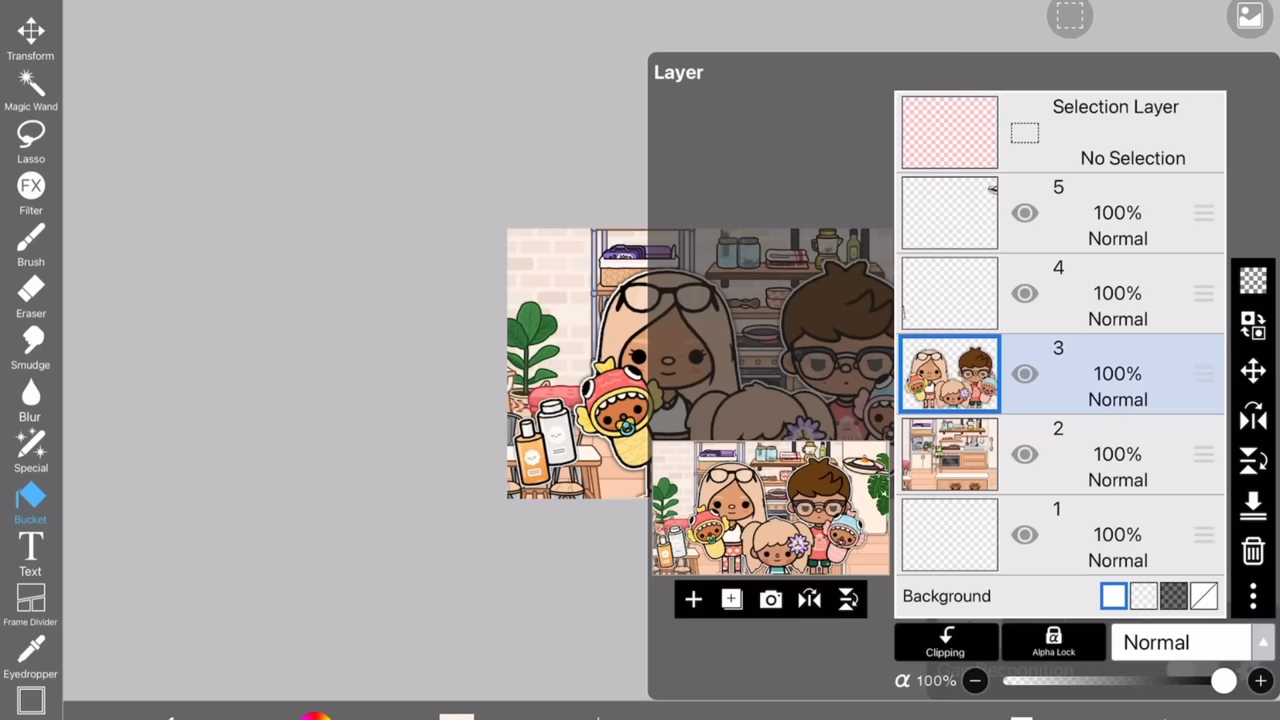 Transform
Magic Wand
Lasso
FX
Filter
Brush
Eraser
Smudge
Blur
Special
Bucket
T
Text
Frame Divider
Eyedropper
Layer
Selection Layer
No Selection
5
100%
Normal
4
100%
Normal
3
100%
Normal
2
100%
Normal
1
100%
Normal
Background
Clipping
Alpha Lock
Normal
α 100%